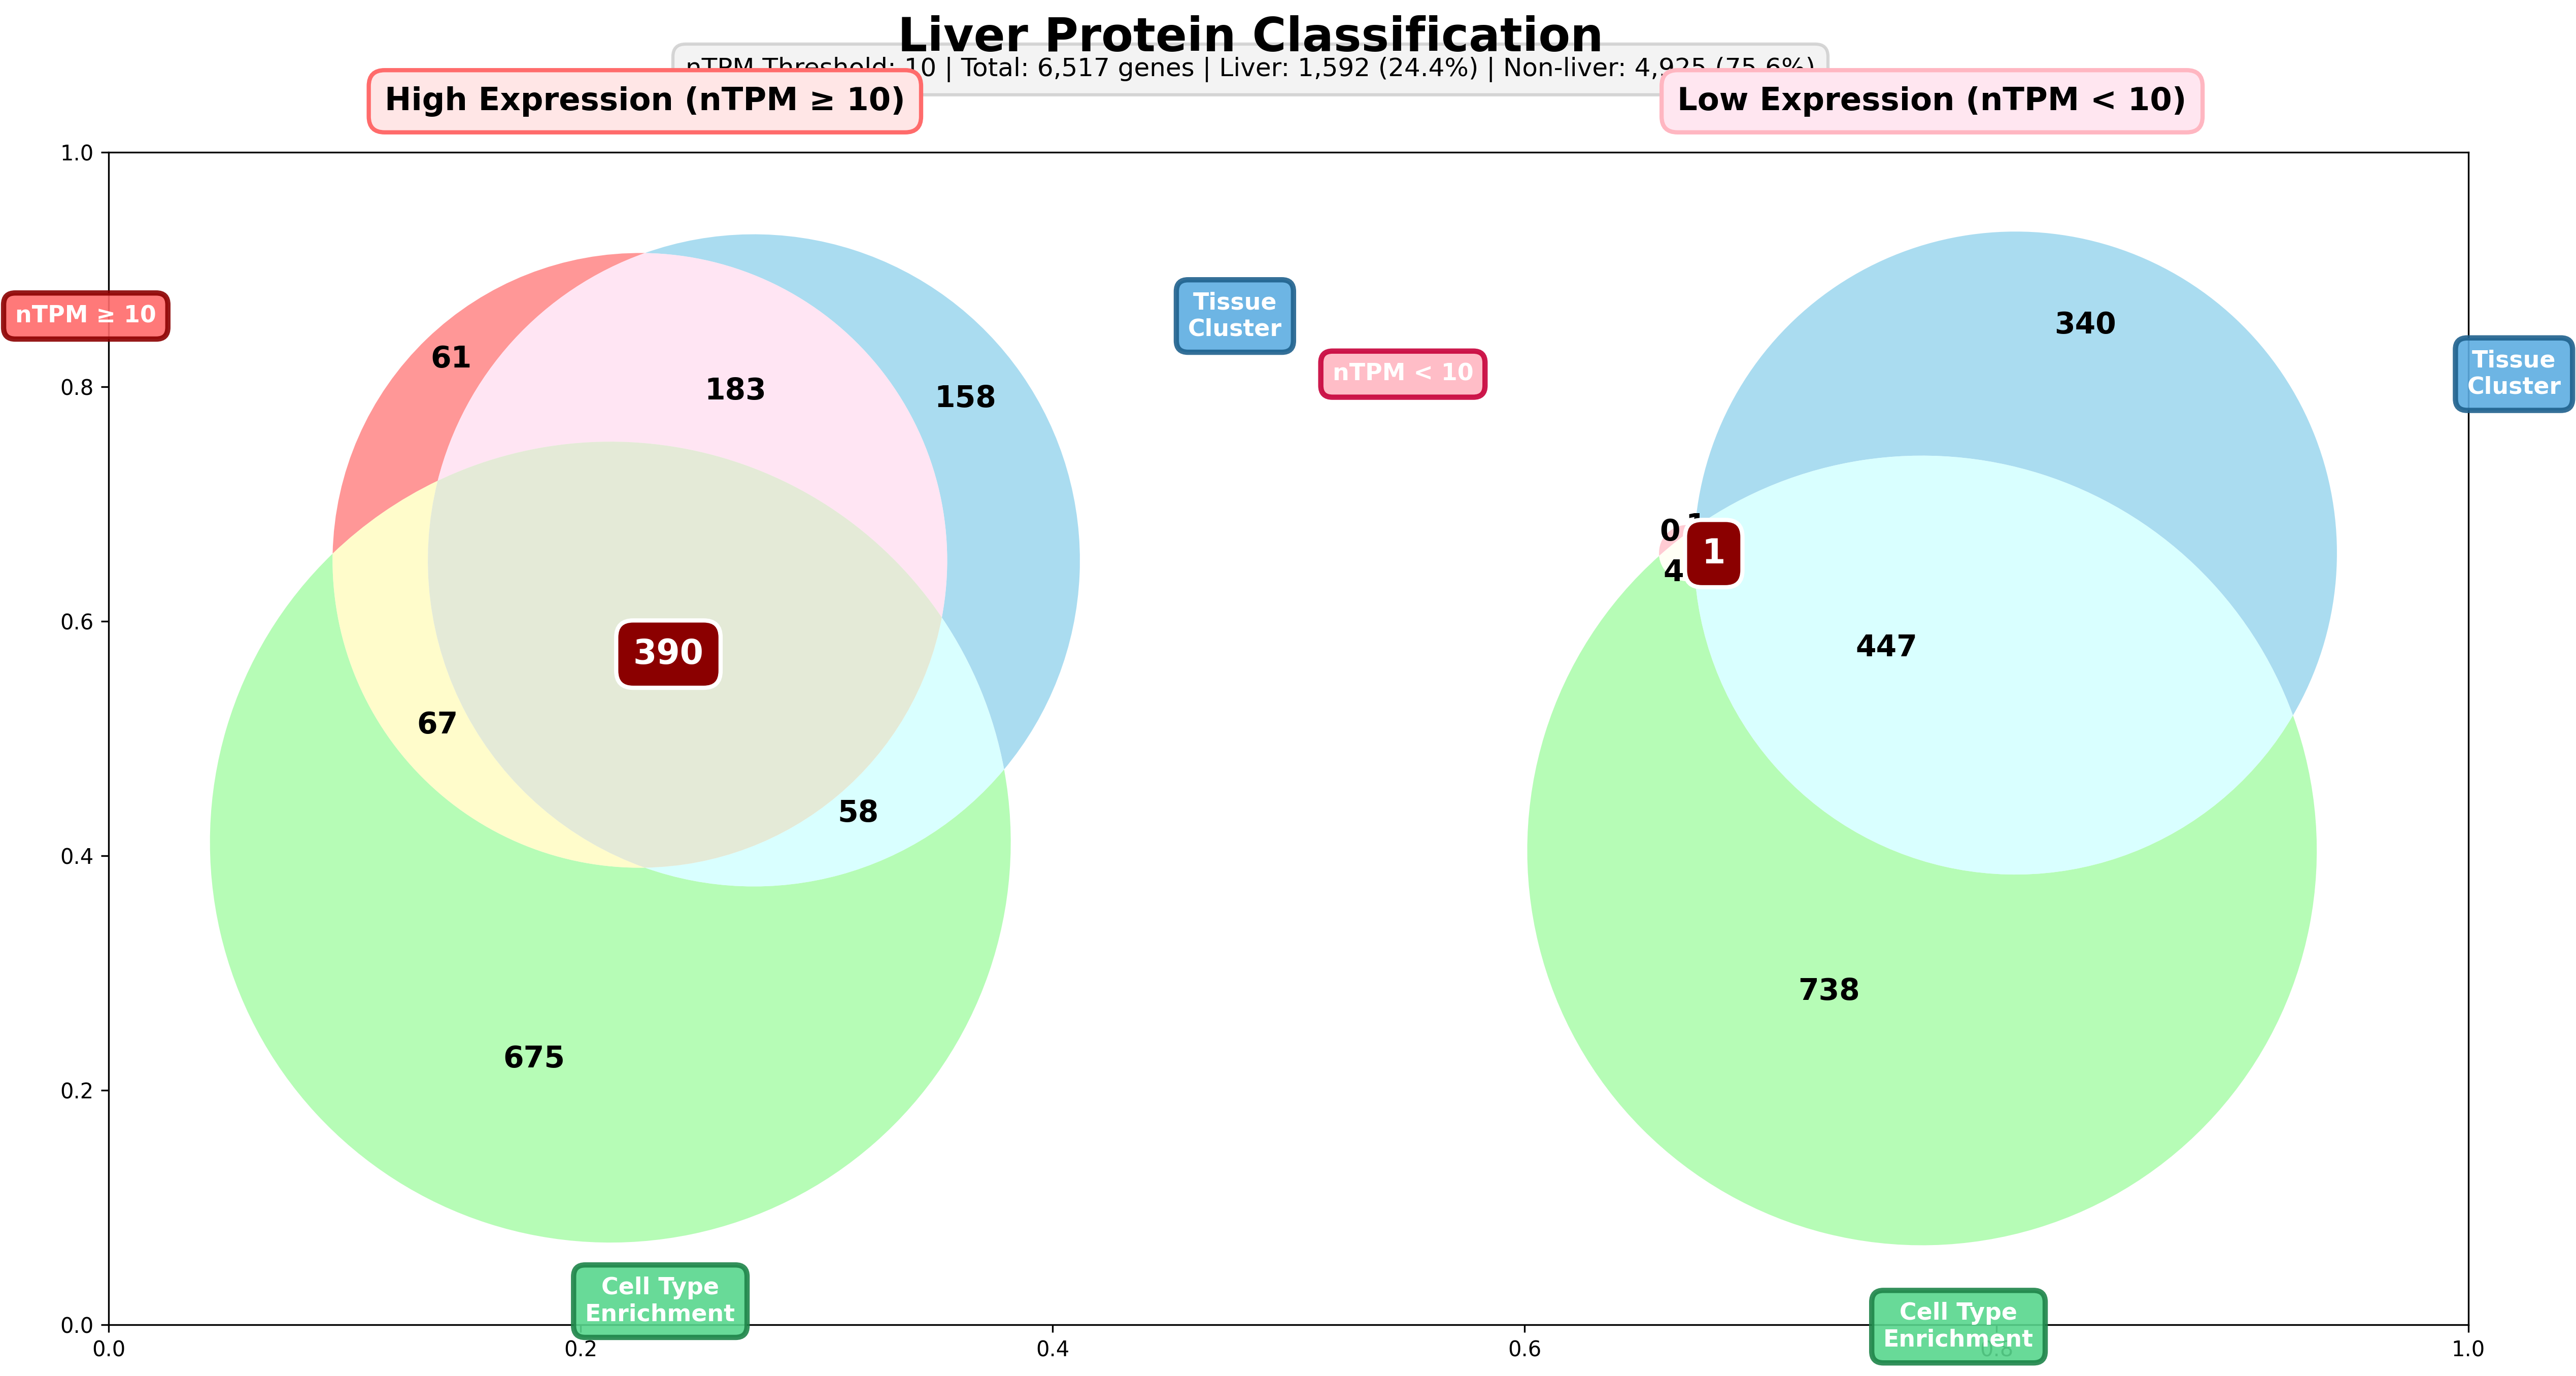 Liver Protein Classification
nTPM Threshold: 10 | Total: 6,517 genes | Liver: 1,592 (24.4%) | Non-liver: 4,925 (75.6%)
High Expression (nTPM ≥ 10)
Low Expression (nTPM < 10)
1.0
0.8
0.6
0.4
0.2
0.0
nTPM ≥ 10
Tissue
Cluster
61
183
158
390
67
58
675
Cell Type
Enrichment
nTPM < 10
Tissue
Cluster
340
0
1
1
4
447
738
Cell Type
Enrichment
0.0
0.2
0.4
0.6
0.8
1.0